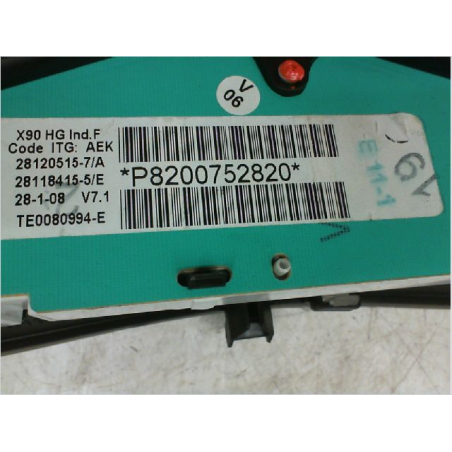 V
06
X90 HG Ind.F
Code ITG: AEK
28120515-7/A
28118415-5/E
28-1-08 V7.1
TE0080994-E
*P8200752820*
E11-1